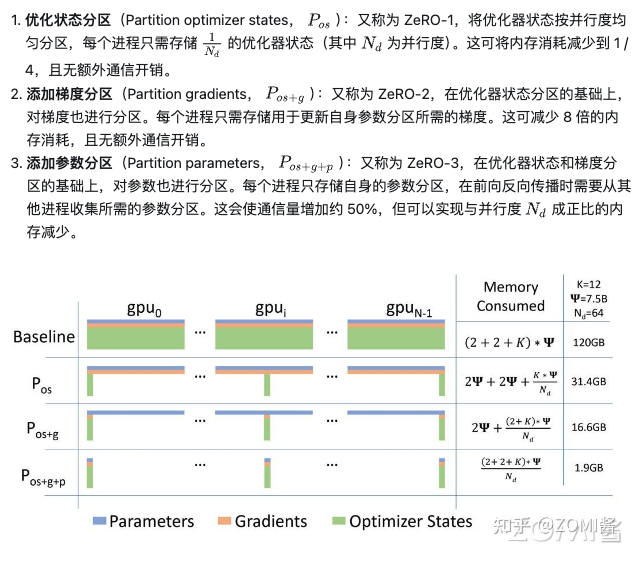 1. 优化状态分区（Partition optimizer states， P_{os}）：又称为 ZeRO-1，将优化器状态按并行度均
匀分区，每个进程只需存储 \frac{1}{N_d} 的优化器状态（其中 N_d 为并行度）。这可将内存消耗减少到 1 /
4，且无额外通信开销。
2. 添加梯度分区（Partition gradients， P_{os+g}）：又称为 ZeRO-2，在优化器状态分区的基础上，
对梯度也进行分区。每个进程只需存储用于更新自身参数分区所需的梯度。这可减少 8 倍的内
存消耗，且无额外通信开销。
3. 添加参数分区（Partition parameters， P_{os+g+p}）：又称为 ZeRO-3，在优化器状态和梯度分
区的基础上，对参数也进行分区。每个进程只存储自身的参数分区，在前向反向传播时需要从其
他进程收集所需的参数分区。这会使通信量增加约 50%，但可以实现与并行度 N_d 成正比的内
存减少。
gpu_0 gpu_i gpu_{N-1} Memory Consumed K=12 Ψ=7.5B N_d=64
Baseline ... ... (2 + 2 + K) * Ψ 120GB
P_{os} ... ... 2Ψ + 2Ψ + \frac{K * Ψ}{N_d} 31.4GB
P_{os+g} ... ... 2Ψ + \frac{(2+K) * Ψ}{N_d} 16.6GB
P_{os+g+p} ... ... \frac{(2+2+K) * Ψ}{N_d} 1.9GB
Parameters Gradients Optimizer States
知乎 @ZOMI酱